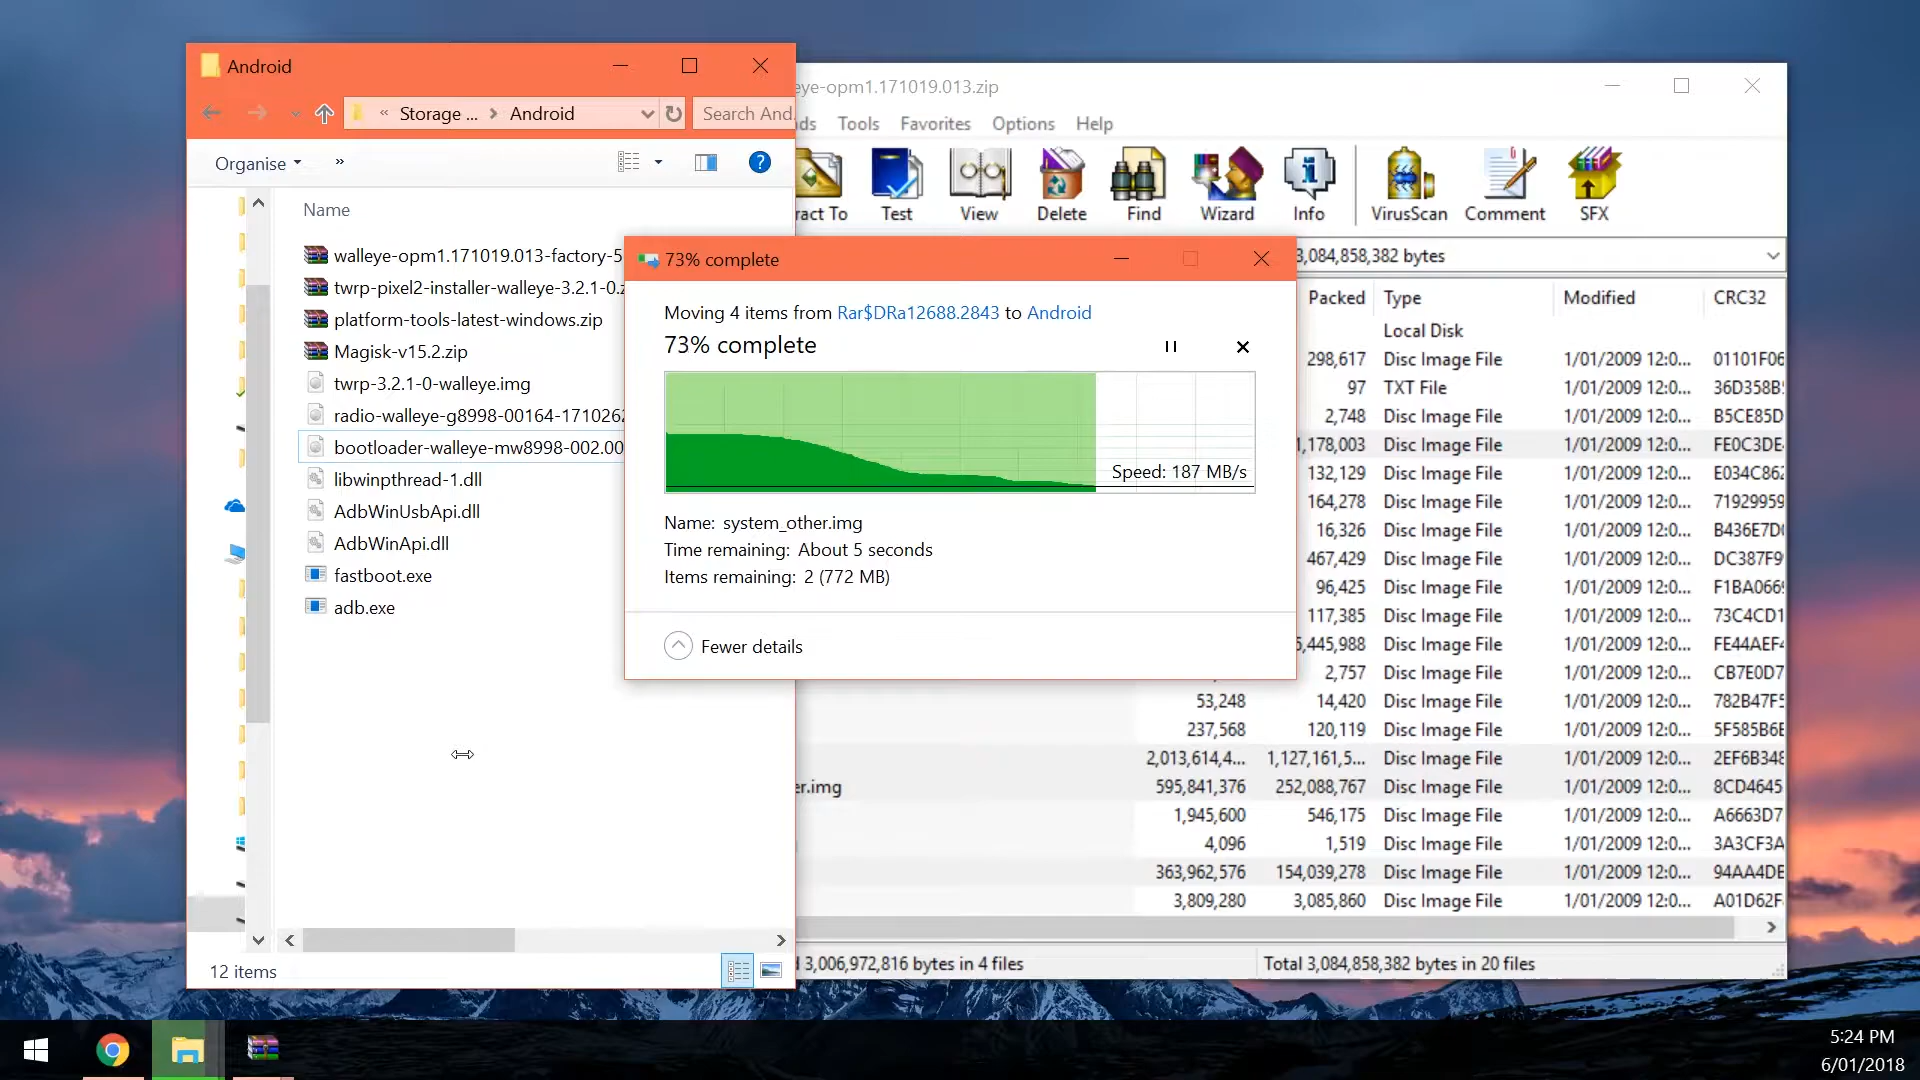 Android
« Storage ... > Android
Search And
Organise
»
Name
walleye-opm1.171019.013-factory-5
twrp-pixel2-installer-walleye-3.2.1-0.z
platform-tools-latest-windows.zip
Magisk-v15.2.zip
twrp-3.2.1-0-walleye.img
radio-walleye-g8998-00164-1710262
bootloader-walleye-mw8998-002.00
libwinpthread-1.dll
AdbWinUsbApi.dll
AdbWinApi.dll
fastboot.exe
adb.exe
12 items
eye-opm1.171019.013.zip
ds Tools Favorites Options Help
ract To Test View Delete Find Wizard Info VirusScan Comment SFX
3,084,858,382 bytes
Packed Type Modified CRC32
Local Disk
298,617 Disc Image File 1/01/2009 12:0... 01101F06
97 TXT File 1/01/2009 12:0... 36D358B
2,748 Disc Image File 1/01/2009 12:0... B5CE85D
1,178,003 Disc Image File 1/01/2009 12:0... FE0C3DE
132,129 Disc Image File 1/01/2009 12:0... E034C862
164,278 Disc Image File 1/01/2009 12:0... 71929959
16,326 Disc Image File 1/01/2009 12:0... B436E7D
467,429 Disc Image File 1/01/2009 12:0... DC387F9
96,425 Disc Image File 1/01/2009 12:0... F1BA066
117,385 Disc Image File 1/01/2009 12:0... 73C4CD1
5,445,988 Disc Image File 1/01/2009 12:0... FE44AEF
2,757 Disc Image File 1/01/2009 12:0... CB7E0D7
53,248 14,420 Disc Image File 1/01/2009 12:0... 782B47F5
237,568 120,119 Disc Image File 1/01/2009 12:0... 5F585B6E
2,013,614,4... 1,127,161,5... Disc Image File 1/01/2009 12:0... 2EF6B348
er.img 595,841,376 252,088,767 Disc Image File 1/01/2009 12:0... 8CD4645
1,945,600 546,175 Disc Image File 1/01/2009 12:0... A6663D7
4,096 1,519 Disc Image File 1/01/2009 12:0... 3A3CF3A
363,962,576 154,039,278 Disc Image File 1/01/2009 12:0... 94AA4DE
3,809,280 3,085,860 Disc Image File 1/01/2009 12:0... A01D62F
3,006,972,816 bytes in 4 files
Total 3,084,858,382 bytes in 20 files
73% complete
Moving 4 items from Rar$DRa12688.2843 to Android
73% complete
Speed: 187 MB/s
Name: system_other.img
Time remaining: About 5 seconds
Items remaining: 2 (772 MB)
Fewer details
5:24 PM
6/01/2018